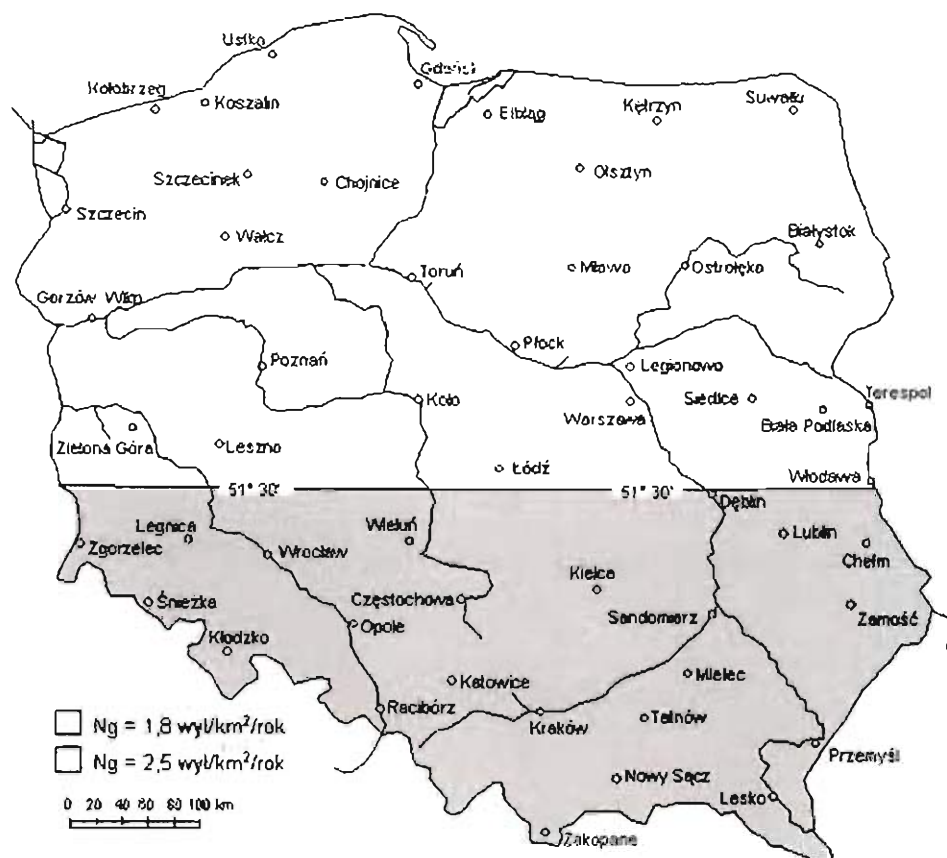 Ustko
Gdańsk
Kołobrzeg
Koszalin
Elbląg
Kętrzyn
Suwałki
Szczecinek
Chojnice
Olsztyn
Szczecin
Wałcz
Białystok
Toruń
Mława
Ostrołęka
Gorzów Wlkp
Płock
Poznań
Legionowo
Koło
Warszawa
Siedlce
Terespol
Biała Podlaska
Zielona Góra
Leszno
Łódź
Włodawa
51° 30'
51° 30'
Dęblin
Legnica
Wieluń
Lublin
Zgorzelec
Wrocław
Chełm
Kielce
Śnieżka
Częstochowa
Opole
Sandomierz
Zamość
Kłodzko
Katowice
Mielec
Racibórz
Kraków
Tarnów
Ng = 1,8 wył/km²/rok
Ng = 2,5 wył/km²/rok
Przemyśl
Nowy Sącz
Lesko
0 20 40 60 80 100 km
Zakopane